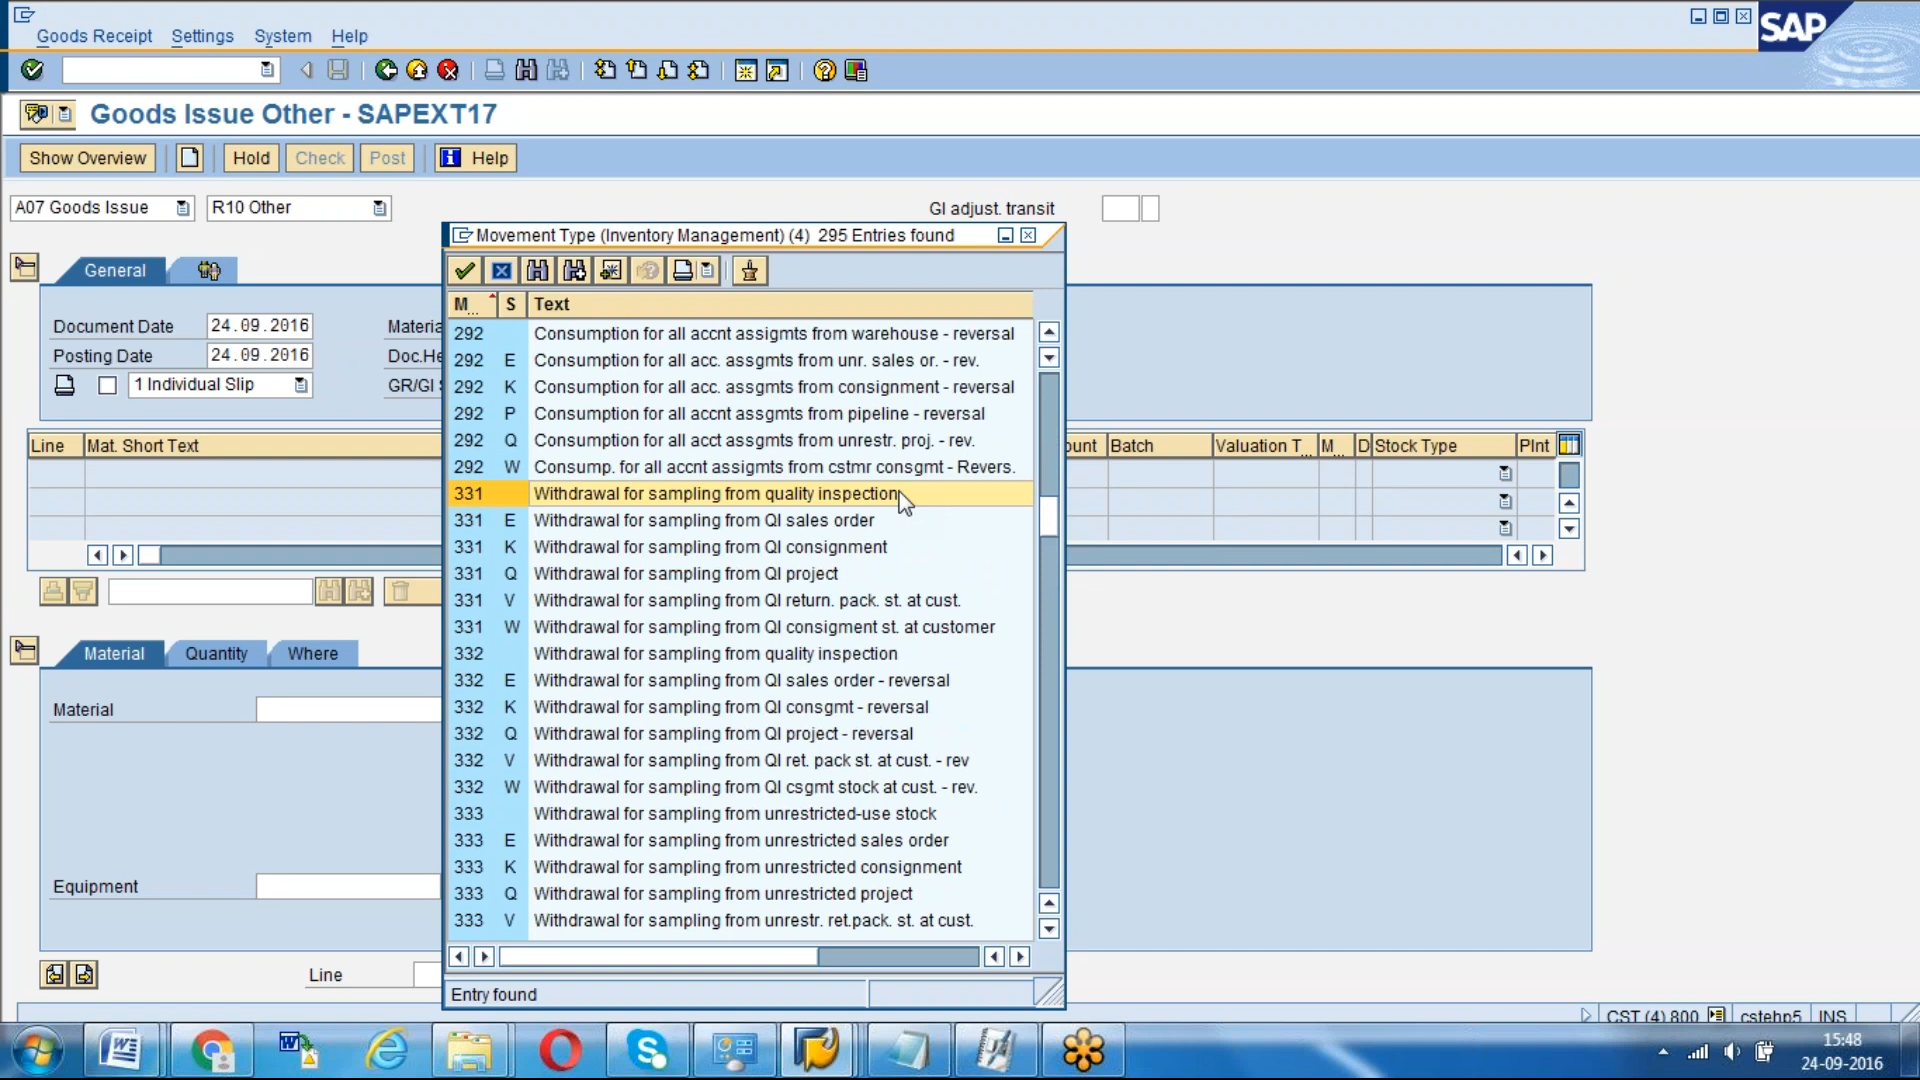 Goods Receipt Settings System Help
SAP
Goods Issue Other - SAPEXT17
Show Overview Hold Check Post Help
A07 Goods Issue R10 Other GI adjust. transit
Movement Type (Inventory Management) (4) 295 Entries found
General
M... S Text
Document Date 24.09.2016 Materia
Posting Date 24.09.2016 Doc.He
1 Individual Slip GR/GI
292 Consumption for all accnt assigmts from warehouse - reversal
292 E Consumption for all acc. assgmts from unr. sales or. - rev.
292 K Consumption for all acc. assgmts from consignment - reversal
292 P Consumption for all accnt assgmts from pipeline - reversal
292 Q Consumption for all acct assgmts from unrestr. proj. - rev.
292 W Consump. for all accnt assigmts from cstmr consgmt - Revers.
Line Mat. Short Text ount Batch Valuation T... M... D Stock Type Plnt
331 Withdrawal for sampling from quality inspection
331 E Withdrawal for sampling from QI sales order
331 K Withdrawal for sampling from QI consignment
331 Q Withdrawal for sampling from QI project
331 V Withdrawal for sampling from QI return. pack. st. at cust.
331 W Withdrawal for sampling from QI consigment st. at customer
332 Withdrawal for sampling from quality inspection
332 E Withdrawal for sampling from QI sales order - reversal
332 K Withdrawal for sampling from QI consgmt - reversal
332 Q Withdrawal for sampling from QI project - reversal
332 V Withdrawal for sampling from QI ret. pack st. at cust. - rev
332 W Withdrawal for sampling from QI csgmt stock at cust. - rev.
333 Withdrawal for sampling from unrestricted-use stock
333 E Withdrawal for sampling from unrestricted sales order
333 K Withdrawal for sampling from unrestricted consignment
333 Q Withdrawal for sampling from unrestricted project
333 V Withdrawal for sampling from unrestr. ret.pack. st. at cust.
Material Quantity Where
Material
Equipment
Line
Entry found
CST (4) 800 cstehp5 INS
15:48
24-09-2016